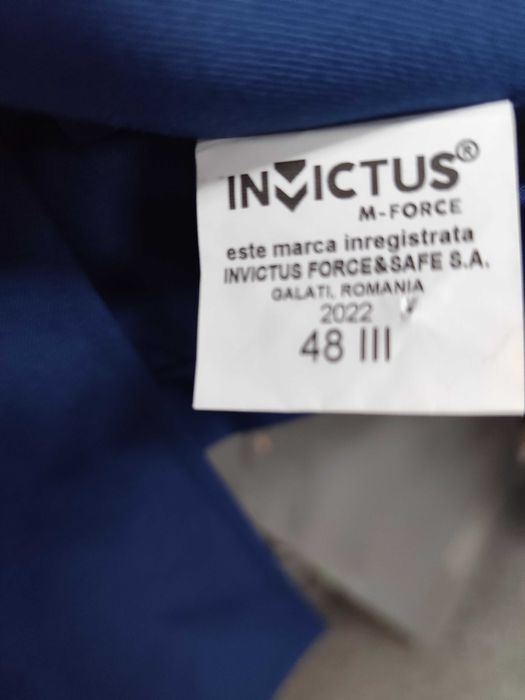 INVICTUS®
M-FORCE
este marca inregistrata
INVICTUS FORCE&SAFE S.A.
GALATI, ROMANIA
2022
48 III